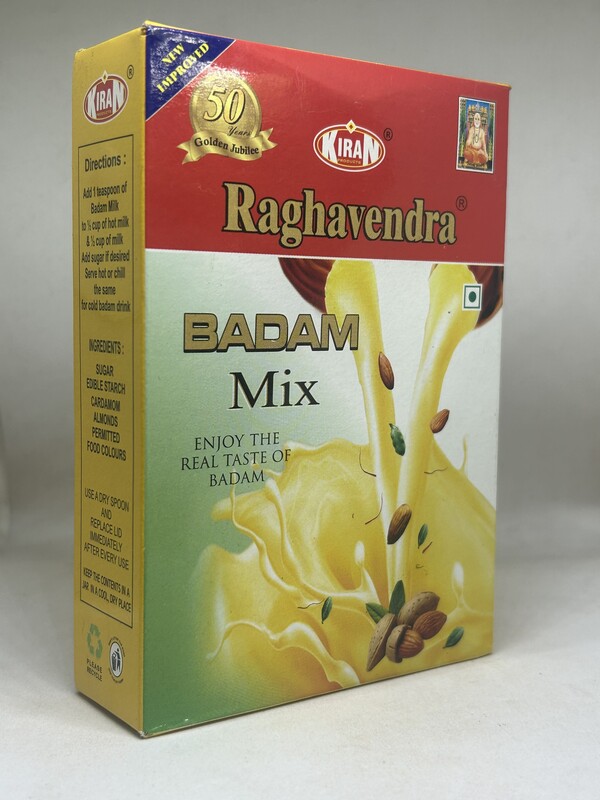 KIRAN
®
Directions :
Add 1 teaspoon of
Badam Milk
to ½ cup of hot milk
& ½ cup of milk
Add sugar if desired
Serve hot or chill
the same
for cold badam drink
INGREDIENTS :
SUGAR
EDIBLE STARCH
CARDAMOM
ALMONDS
PERMITTED
FOOD COLOURS
USE A DRY SPOON
AND
REPLACE LID
IMMEDIATELY
AFTER EVERY USE
KEEP THE CONTENTS IN A
JAR IN A COOL, DRY PLACE
PLEASE
RECYCLE
NEW
IMPROVED
50
Years
Golden Jubilee
KIRAN
PRODUCTS
®
Raghavendra®
BADAM
Mix
ENJOY THE
REAL TASTE OF
BADAM